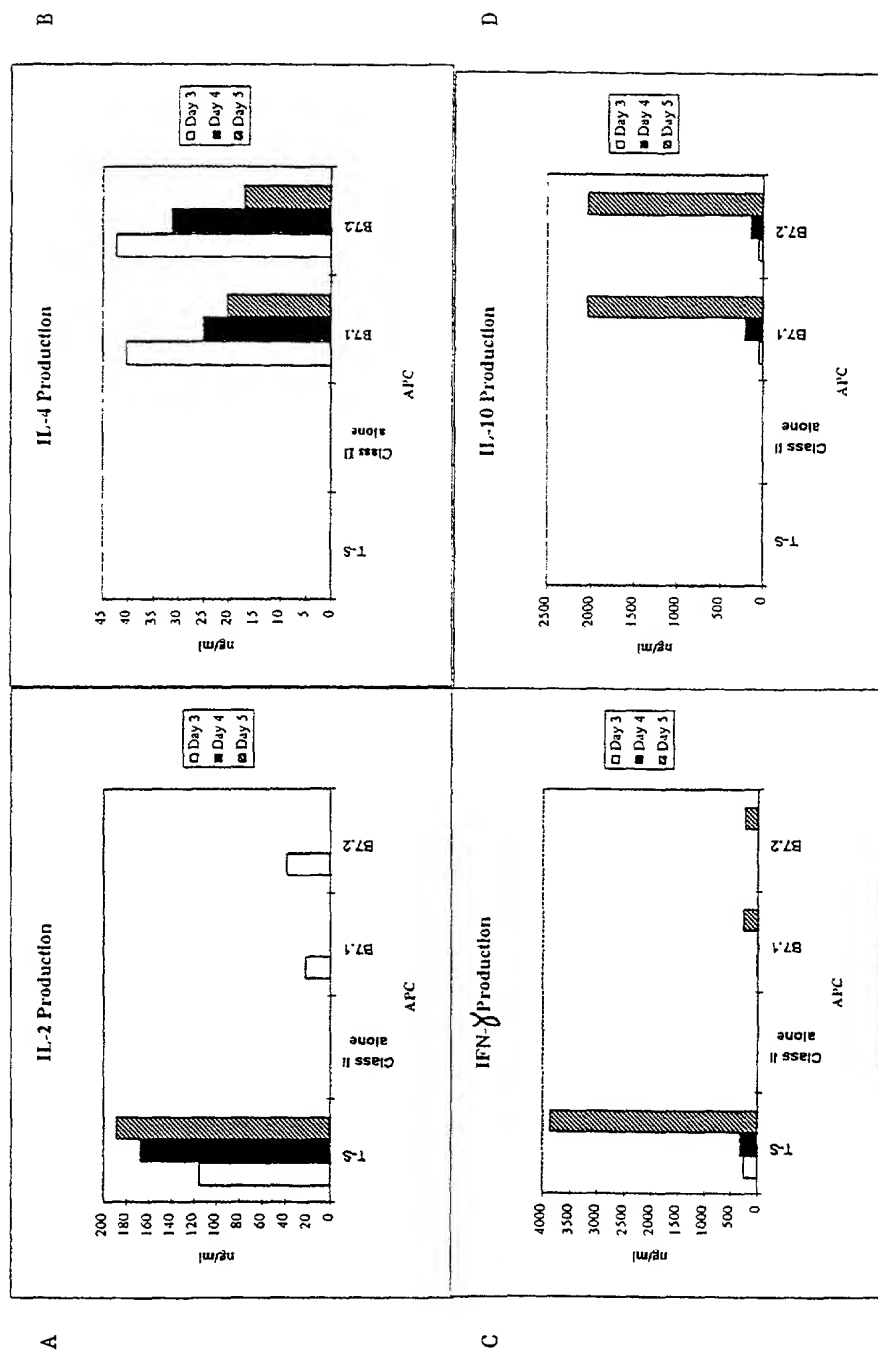 A
IL-2 Production
200
180
160
140
120
100
80
60
40
20
0
ng/ml
T-S
Class II
alone
B7.1
B7.2
APC
Day 3
Day 4
Day 5
B
IL-4 Production
45
40
35
30
25
20
15
10
5
0
ng/ml
T-S
Class II
alone
B7.1
B7.2
APC
Day 3
Day 4
Day 5
C
IFN-γ Production
4000
3500
3000
2500
2000
1500
1000
500
0
ng/ml
T-S
Class II
alone
B7.1
B7.2
APC
Day 3
Day 4
Day 5
D
IL-10 Production
2500
2000
1500
1000
500
0
ng/ml
T-S
Class II
alone
B7.1
B7.2
APC
Day 3
Day 4
Day 5